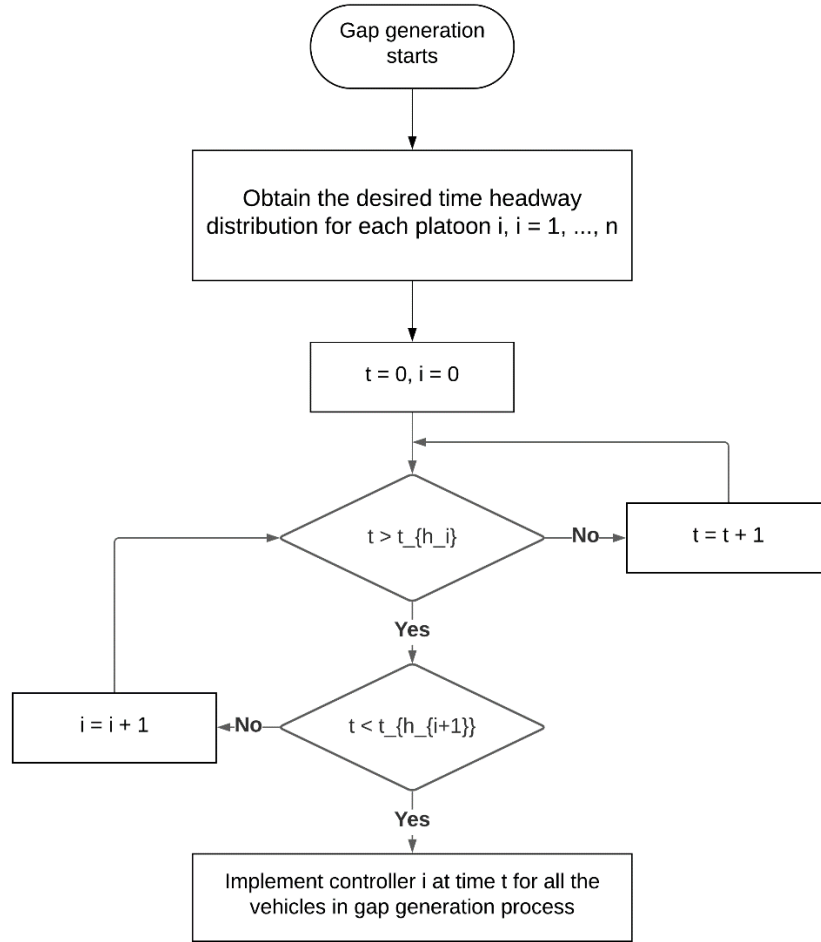 Gap generation
starts
Obtain the desired time headway
distribution for each platoon i, i = 1, ..., n
t = 0, i = 0
t > t_{h_i}
No
t = t + 1
Yes
i = i + 1
No
t < t_{h_{i+1}}
Yes
Implement controller i at time t for all the
vehicles in gap generation process